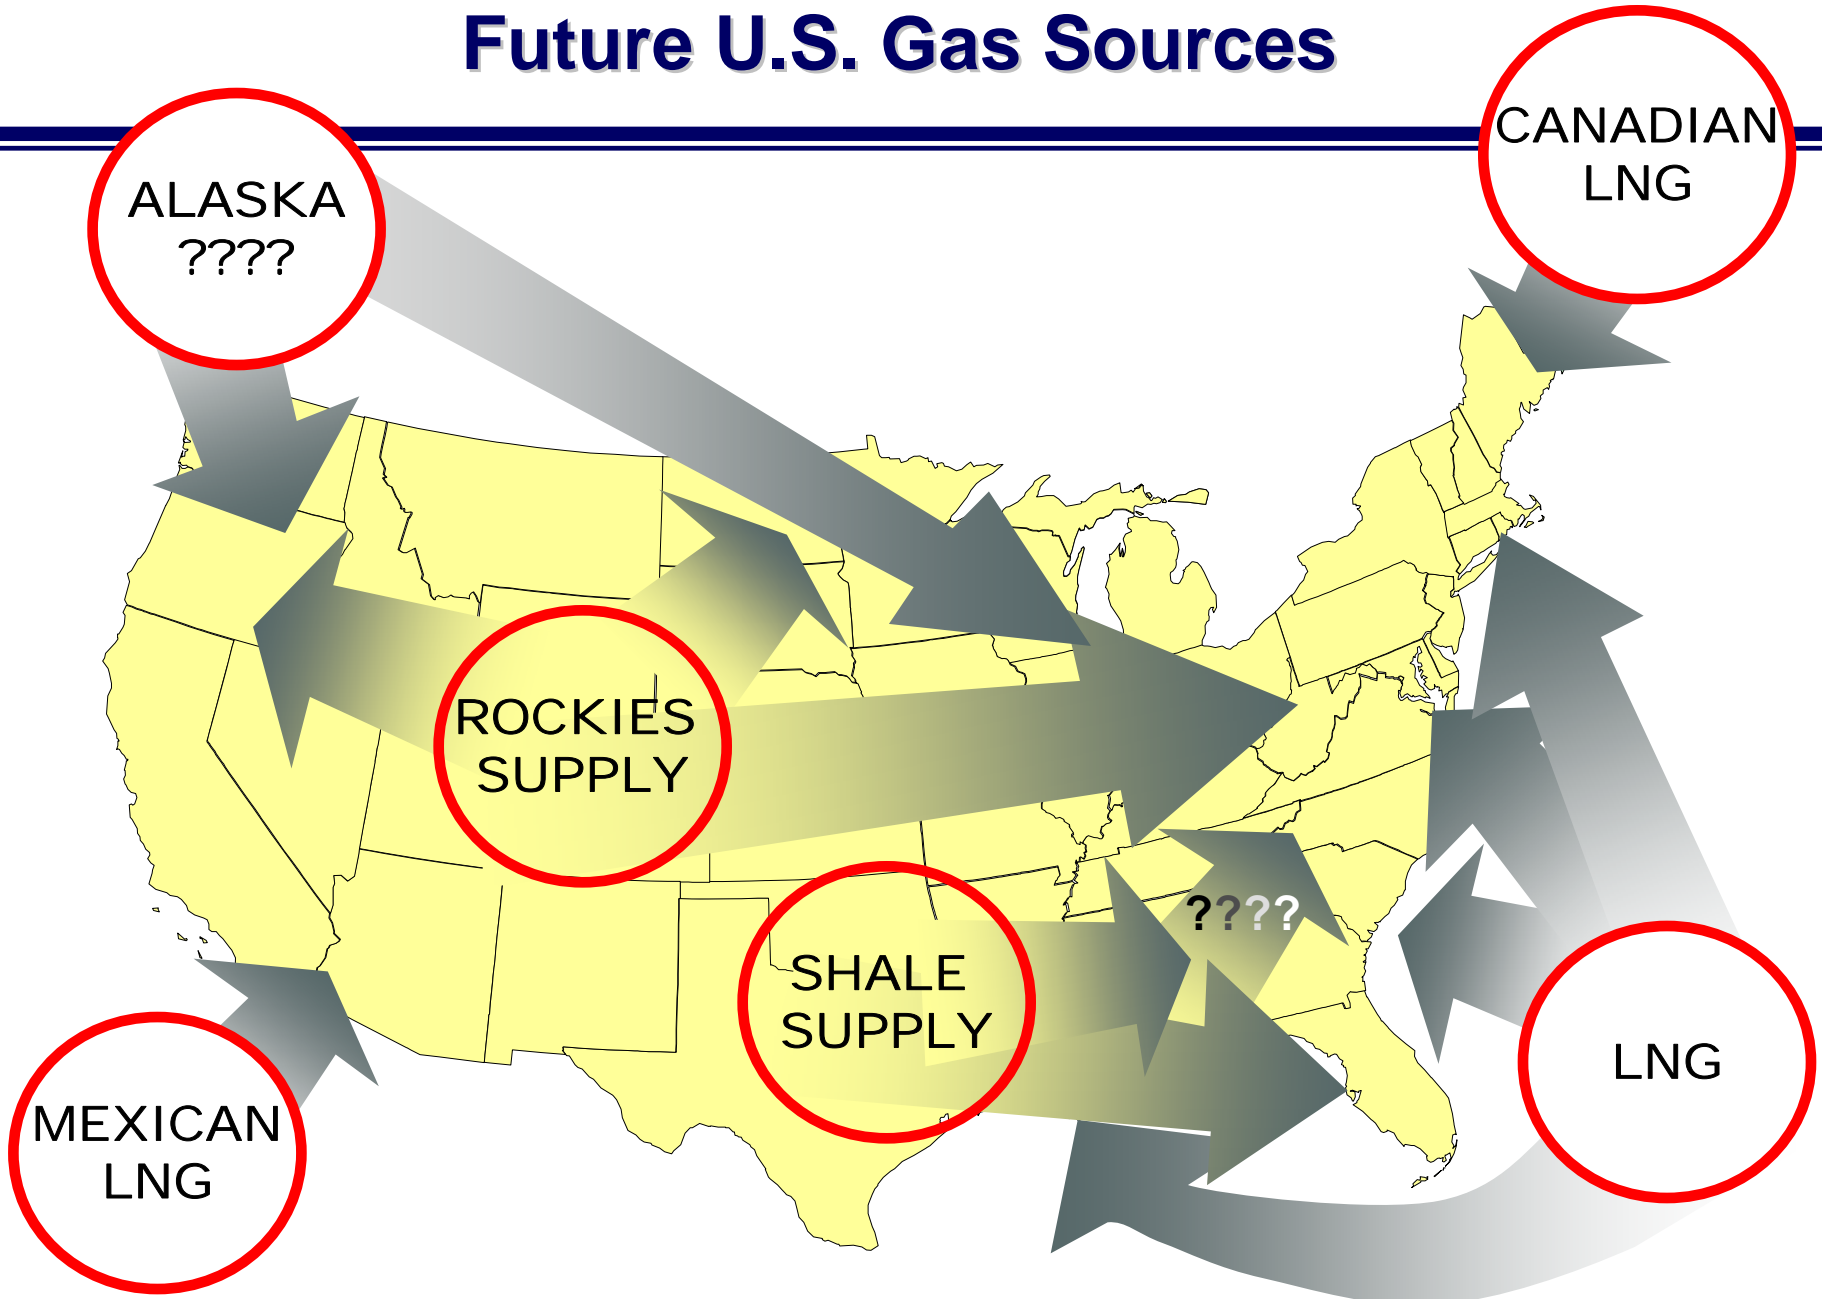 Future U.S. Gas Sources
CANADIAN
LNG
ALASKA
????
ROCKIES
SUPPLY
????
SHALE
SUPPLY
LNG
MEXICAN
LNG